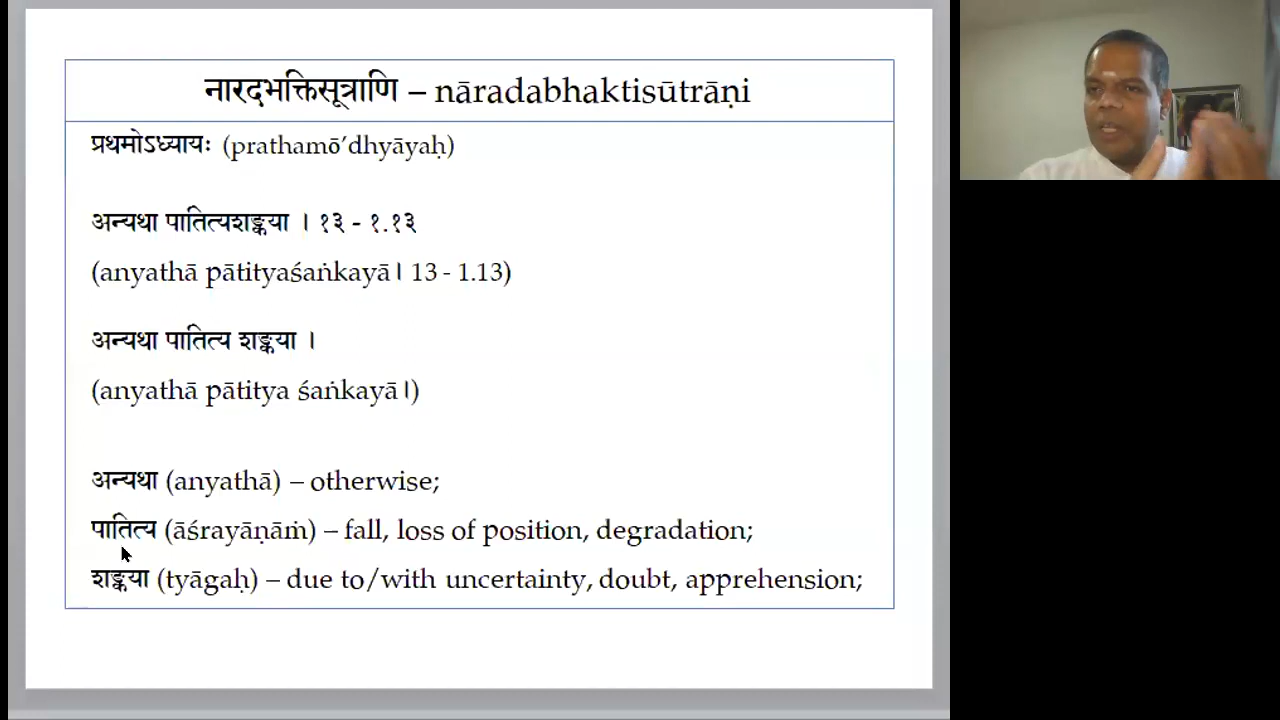 नारदभक्तिसूत्राणि – nāradabhaktisūtrāṇi
प्रथमोऽध्यायः (prathamō’dhyāyaḥ)
अन्यथा पातित्यशङ्कया । १३ - १.१३
(anyathā pātityaśaṅkayā। 13 - 1.13)
अन्यथा पातित्य शङ्कया ।
(anyathā pātitya śaṅkayā।)
अन्यथा (anyathā) – otherwise;
पातित्य (āśrayāṇāṁ) – fall, loss of position, degradation;
शङ्कया (tyāgaḥ) – due to/with uncertainty, doubt, apprehension;